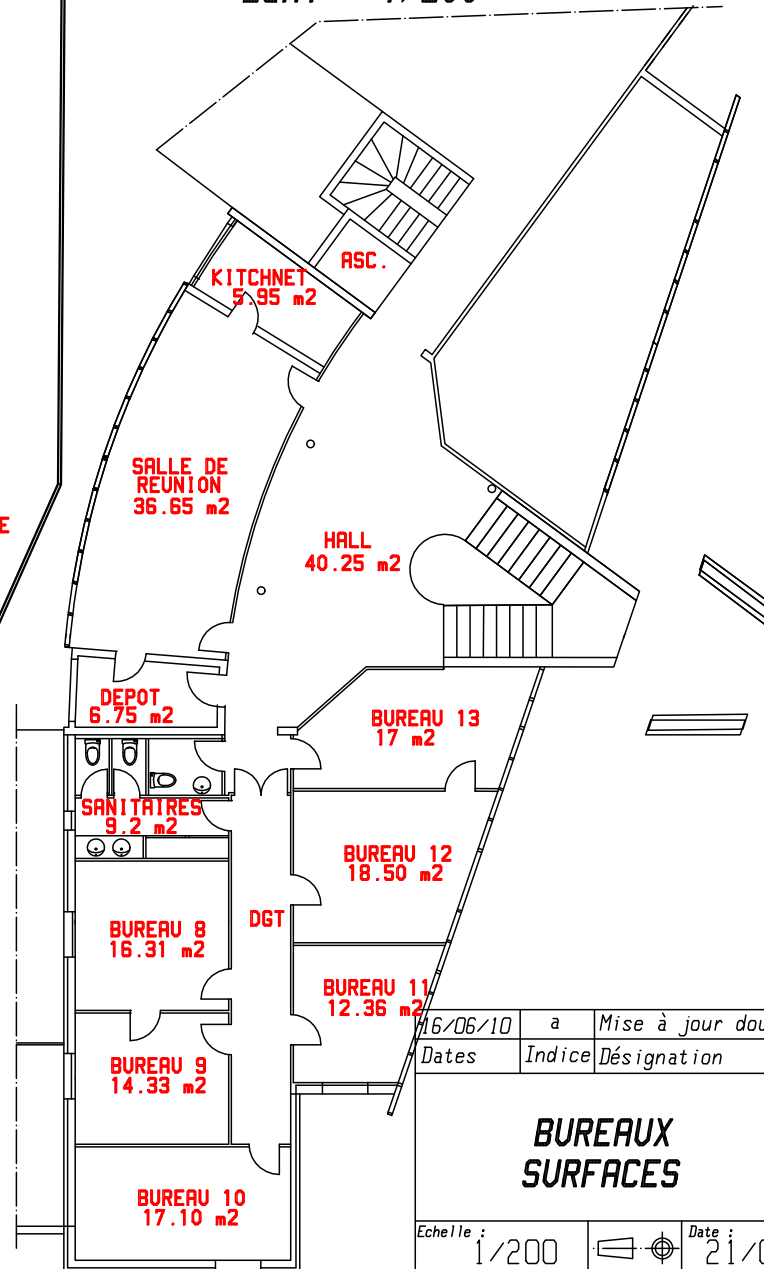 ASC.
KITCHNET
5.95 m2
SALLE DE
REUNION
36.65 m2
HALL
40.25 m2
DEPOT
6.75 m2
BUREAU 13
17 m2
SANITAIRES
9.2 m2
BUREAU 12
18.50 m2
BUREAU 8
16.31 m2
DGT
BUREAU 11
12.36 m2
BUREAU 9
14.33 m2
BUREAU 10
17.10 m2
16/06/10 a Mise à jour
Dates Indice Désignation
BUREAUX
SURFACES
Echelle : Date :
1/200